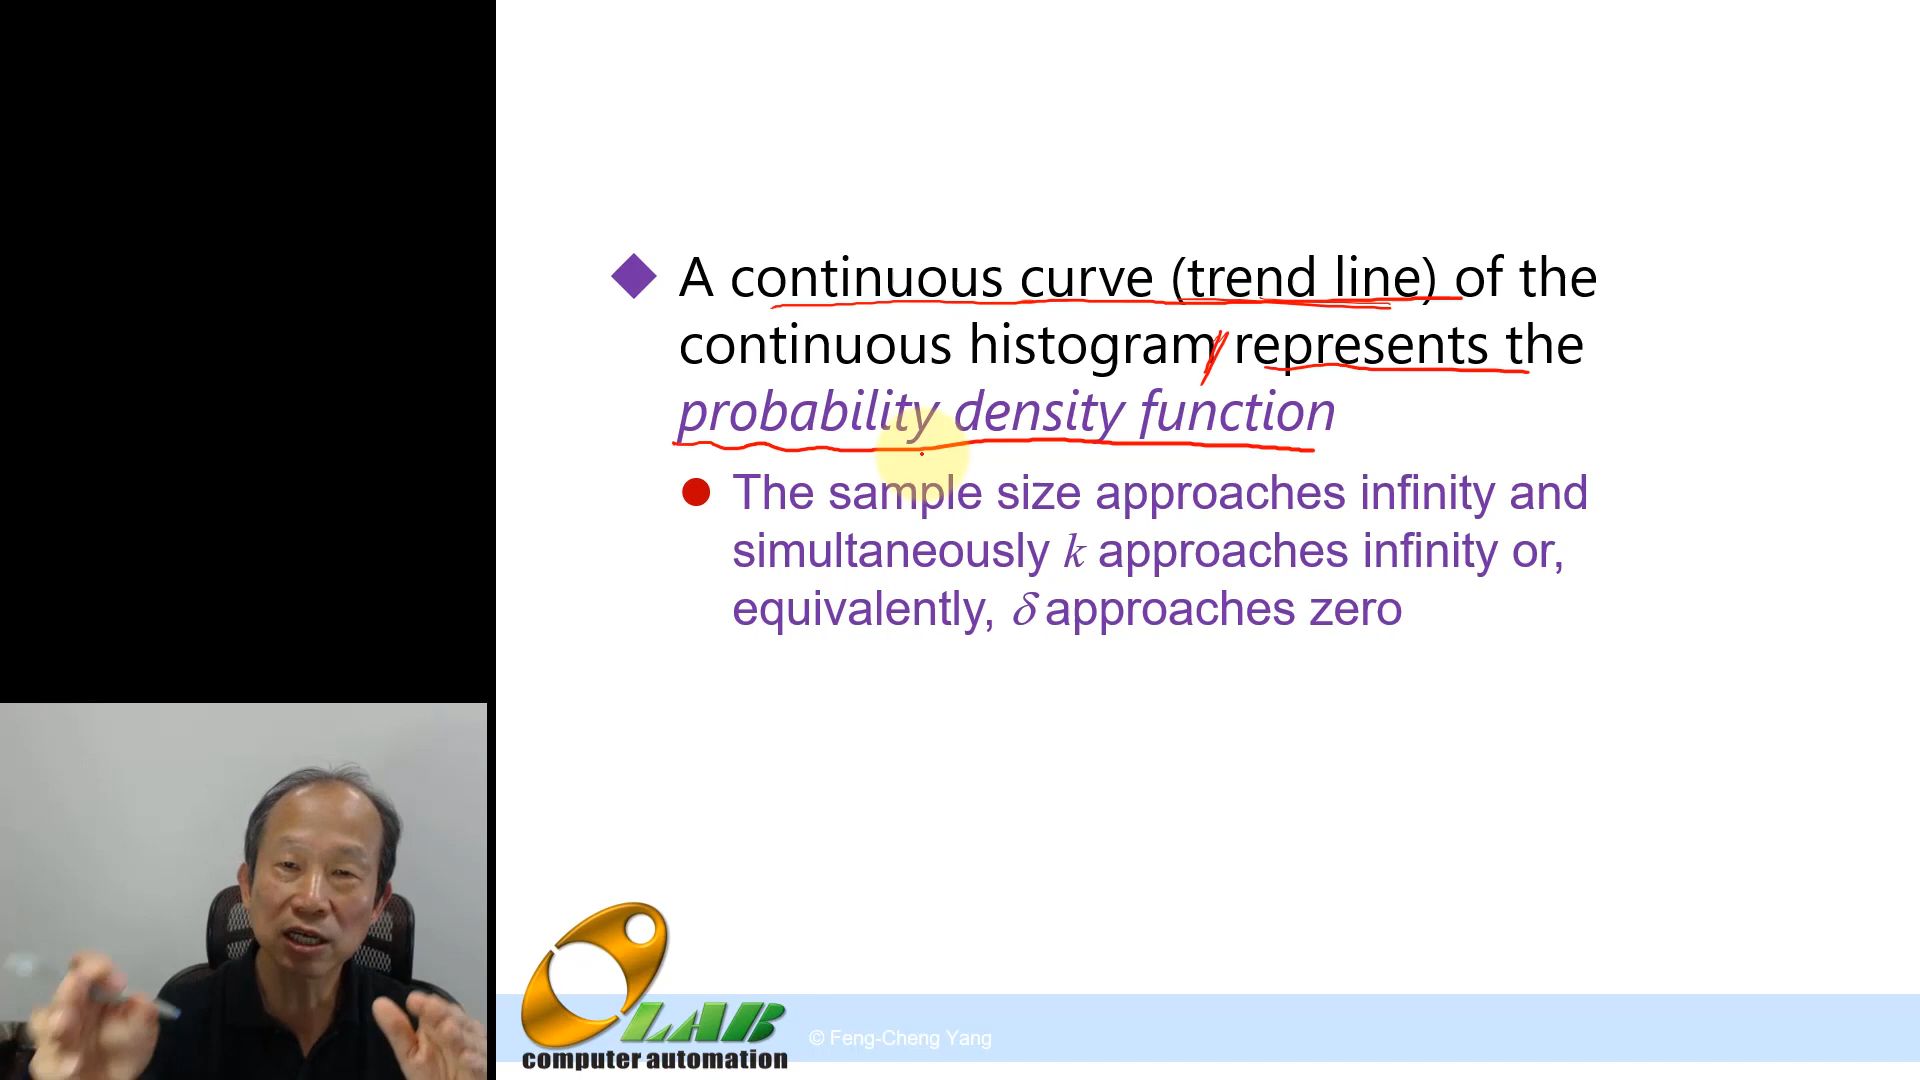 A continuous curve (trend line) of the
continuous histogram represents the
probability density function
The sample size approaches infinity and
simultaneously k approaches infinity or,
equivalently, δ approaches zero
LAB
computer automation
© Feng-Cheng Yang